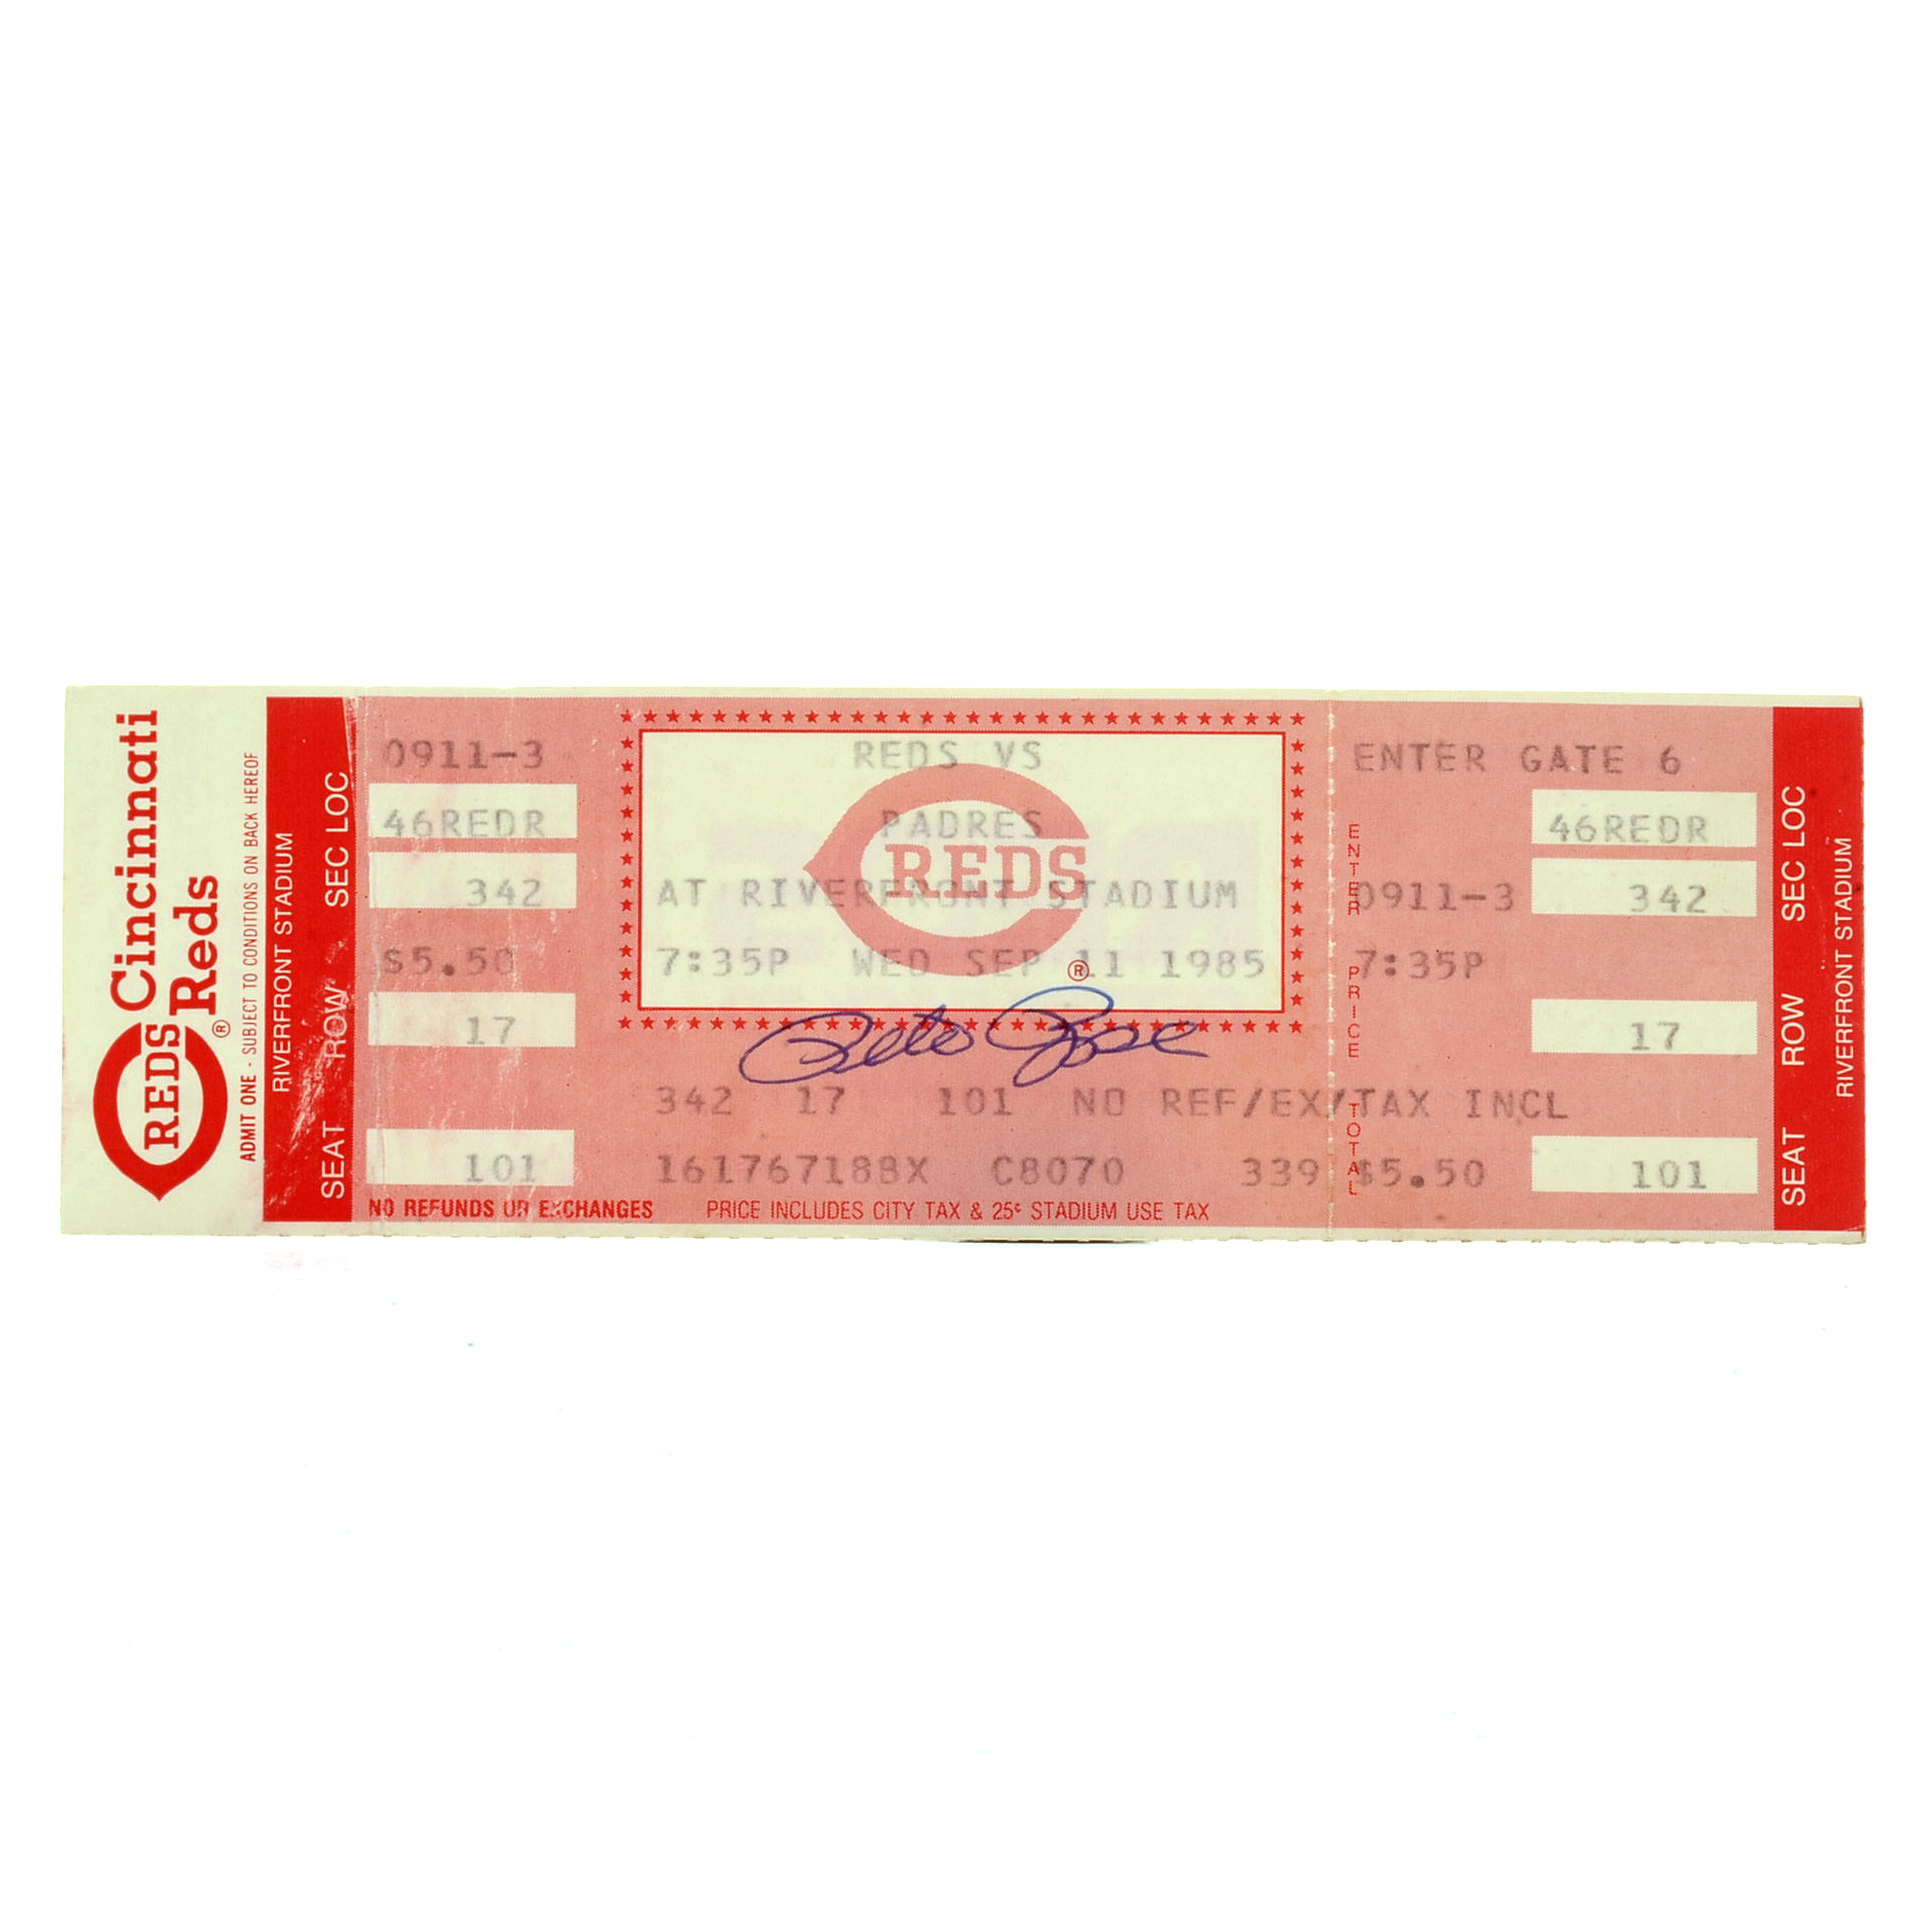 Cincinnati
Reds
REDS
®
ADMIT ONE - SUBJECT TO CONDITIONS ON BACK HEREOF
RIVERFRONT STADIUM
SEAT ROW SEC LOC
0911-3
46REDR
342
$5.50
17
101
NO REFUNDS OR EXCHANGES
REDS VS
PADRES
REDS
AT RIVERFRONT STADIUM
7:35P WED SEP 11 1985
®
Pete Rose
342 17 101 NO REF/EX/TAX INCL
161767188X C8070 339 $5.50
PRICE INCLUDES CITY TAX & 25¢ STADIUM USE TAX
ENTER GATE 6
ENTER
PRICE
TOTAL
46REDR
0911-3 342
7:35P
17
101
SEAT ROW SEC LOC
RIVERFRONT STADIUM